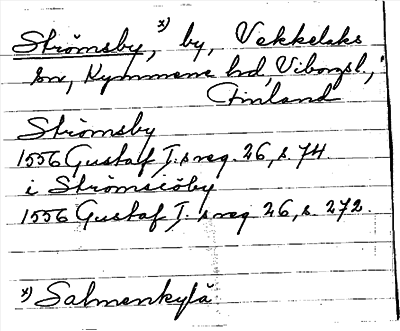 Strömsby, x) by, Vekkelaks
sn, Kymmene hd, Viborgsl.,
Finland
Strömsby
1556 Gustaf I:s reg. 26, s. 74.
i Strömsiöby
1556 Gustaf I:s reg 26, s. 272.
x) Salmenkylä